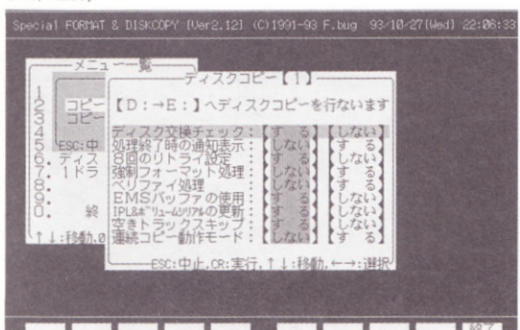 Special FORMAT & DISKCOPY [Ver2.12] (C)1991-93 F.bug 93/10/27(Wed) 22:06:33
メニュー一覧
1
2 コピー
3 コピー
4
5 ESC:中
6. ディス
7. 1ドラ
8.
9.
0. 終
↑↓:移動,0
ディスクコピー【1】
【D:→E:】へディスクコピーを行ないます
ディスク交換チェック:【する】【しない】
処理終了時の通知表示:【しない】【する】
8回のリトライ設定:【しない】【する】
強制フォーマット処理:【しない】【する】
ベリファイ処理:【しない】【する】
EMSバッファの使用:【しない】【する】
IPL&ボリュームシリアルの更新:【しない】【する】
空きトラックスキップ:【しない】【する】
連続コピー動作モード:【しない】【する】
ESC:中止,CR:実行,↑↓:移動,←→:選択
終了